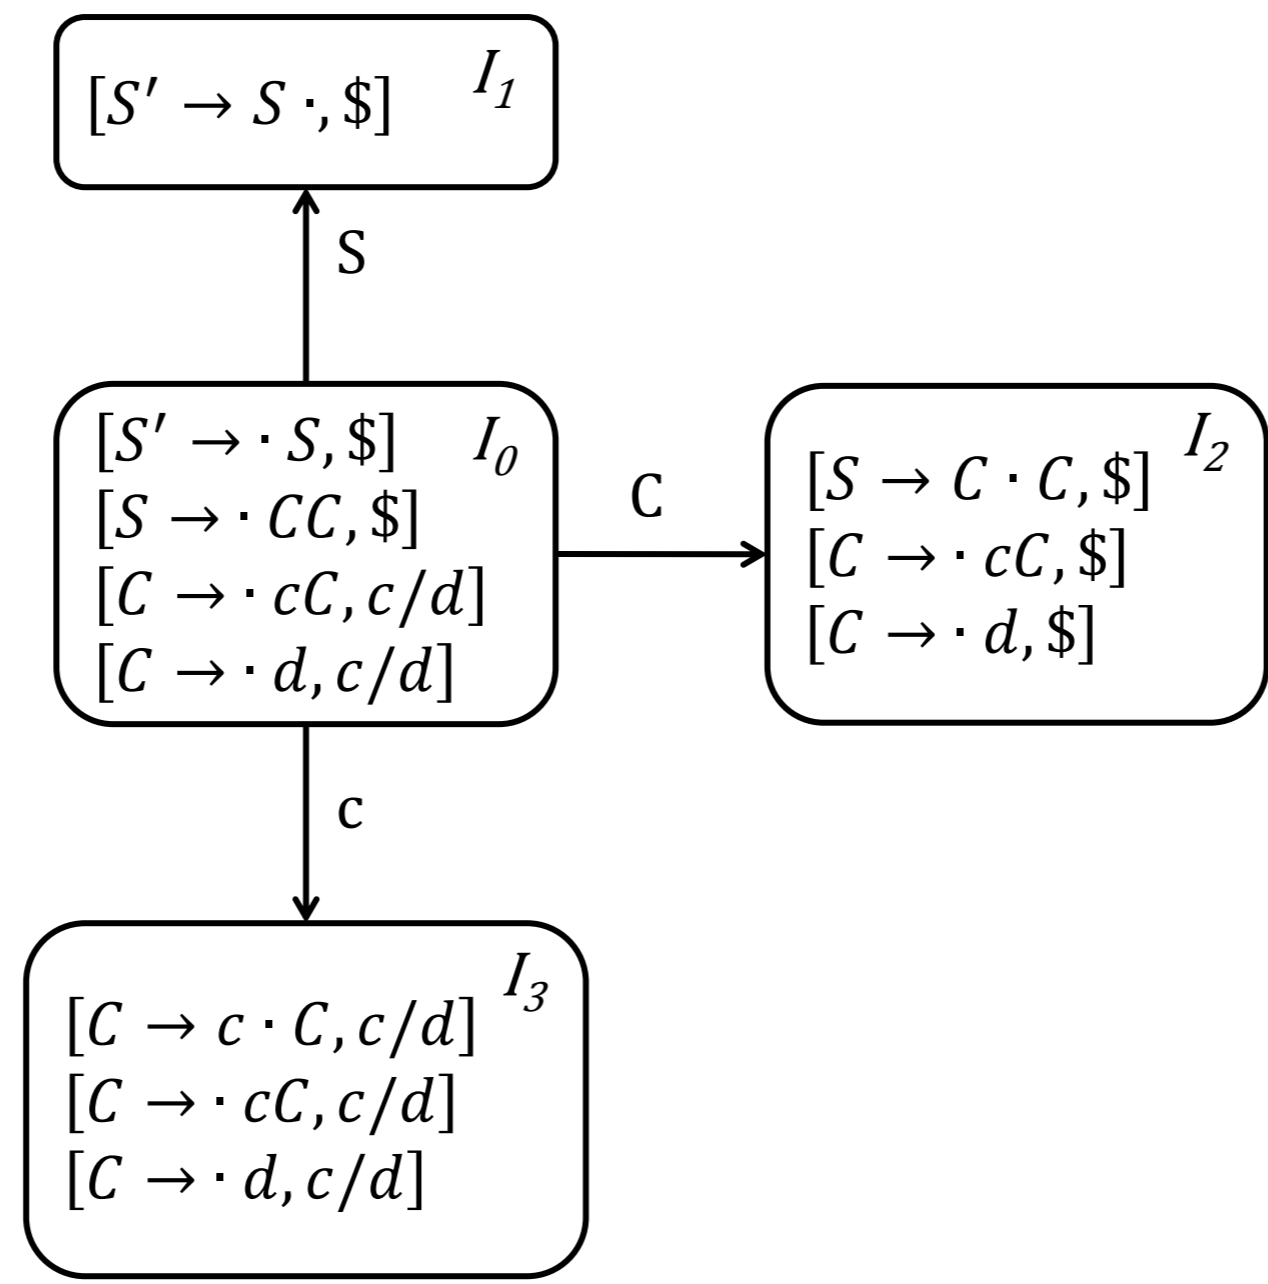 [S′ → S ·, $] I₁
S
[S′ → · S, $] I₀
[S → · CC, $]
[C → · cC, c/d]
[C → · d, c/d]
C
[S → C · C, $] I₂
[C → · cC, $]
[C → · d, $]
c
[C → c · C, c/d] I₃
[C → · cC, c/d]
[C → · d, c/d]